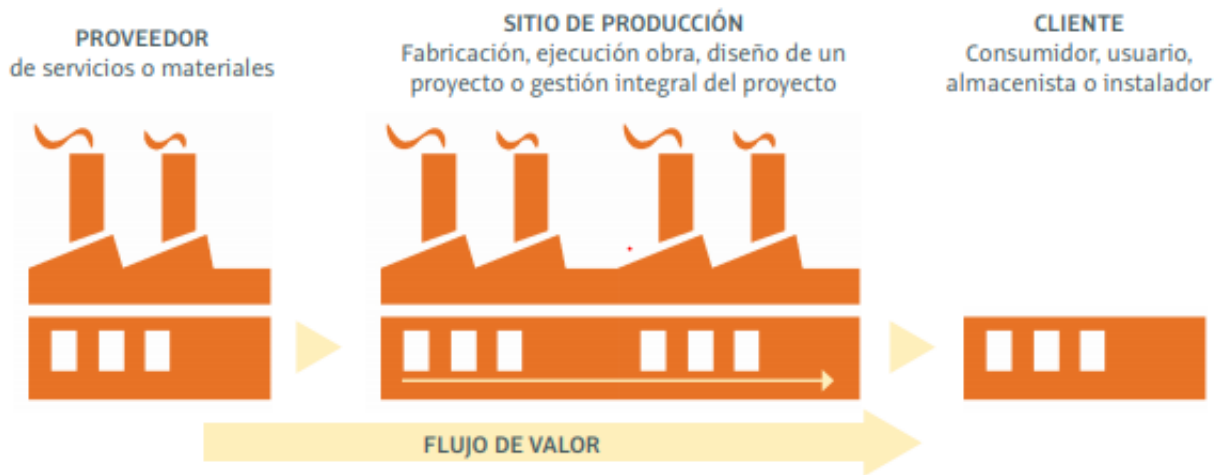 PROVEEDOR
de servicios o materiales
SITIO DE PRODUCCIÓN
Fabricación, ejecución obra, diseño de un
proyecto o gestión integral del proyecto
CLIENTE
Consumidor, usuario,
almacenista o instalador
FLUJO DE VALOR